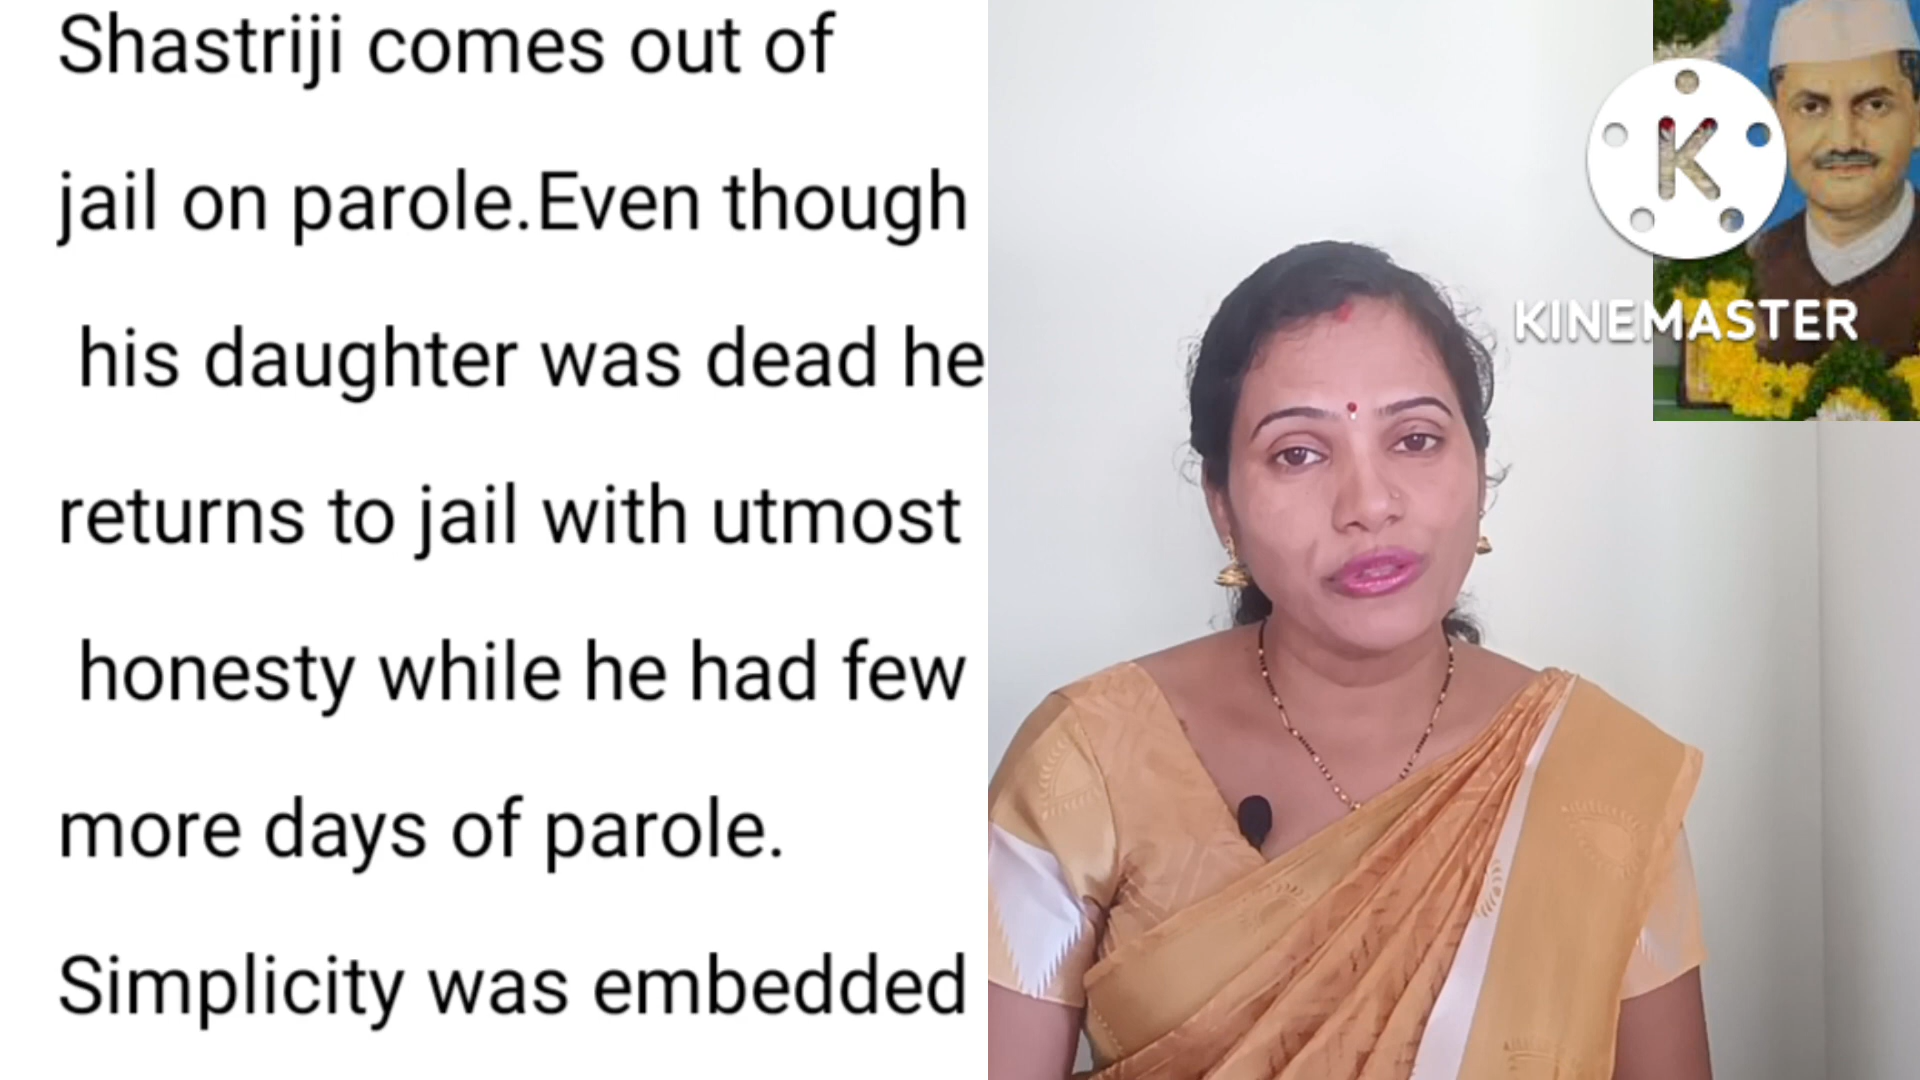 Shastriji comes out of
jail on parole.Even though
his daughter was dead he
returns to jail with utmost
honesty while he had few
more days of parole.
Simplicity was embedded
K
KINEMASTER